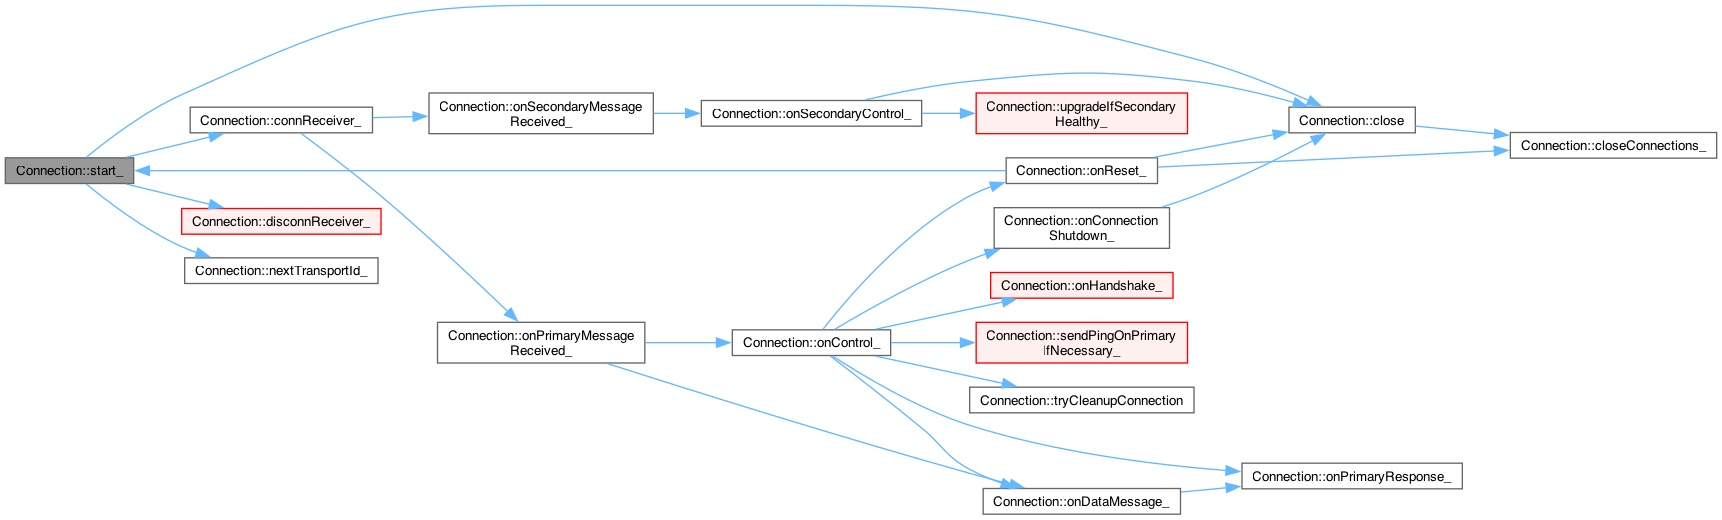 Connection::start_
Connection::connReceiver_
Connection::disconnReceiver_
Connection::nextTransportId_
Connection::onSecondaryMessage
Received_
Connection::onPrimaryMessage
Received_
Connection::onSecondaryControl_
Connection::onControl_
Connection::upgradeIfSecondary
Healthy_
Connection::onReset_
Connection::onConnection
Shutdown_
Connection::onHandshake_
Connection::sendPingOnPrimary
IfNecessary_
Connection::tryCleanupConnection
Connection::onDataMessage_
Connection::close
Connection::onPrimaryResponse_
Connection::closeConnections_